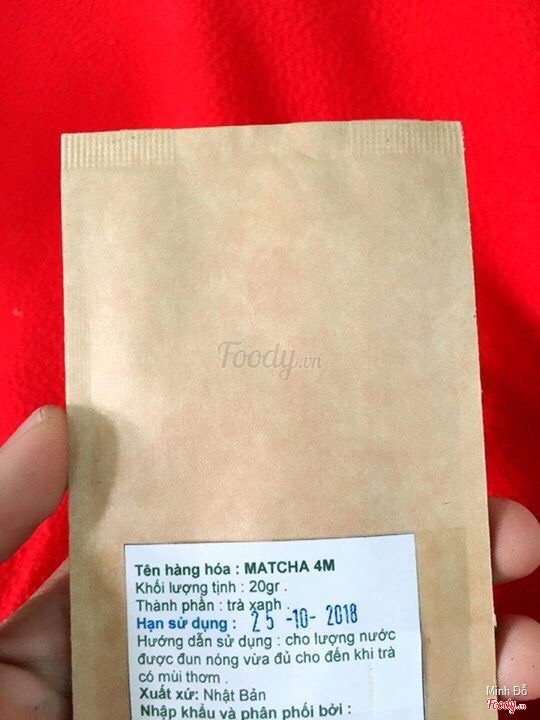 Foody.vn
Tên hàng hóa : MATCHA 4M
Khối lượng tịnh : 20gr .
Thành phần : trà xanh .
Hạn sử dụng : 25 -10- 2018
Hướng dẫn sử dụng : cho lượng nước
được đun nóng vừa đủ cho đến khi trà
có mùi thơm .
Xuất xứ: Nhật Bản
Nhập khẩu và phân phối bởi :
Minh Đỗ
Foody.vn